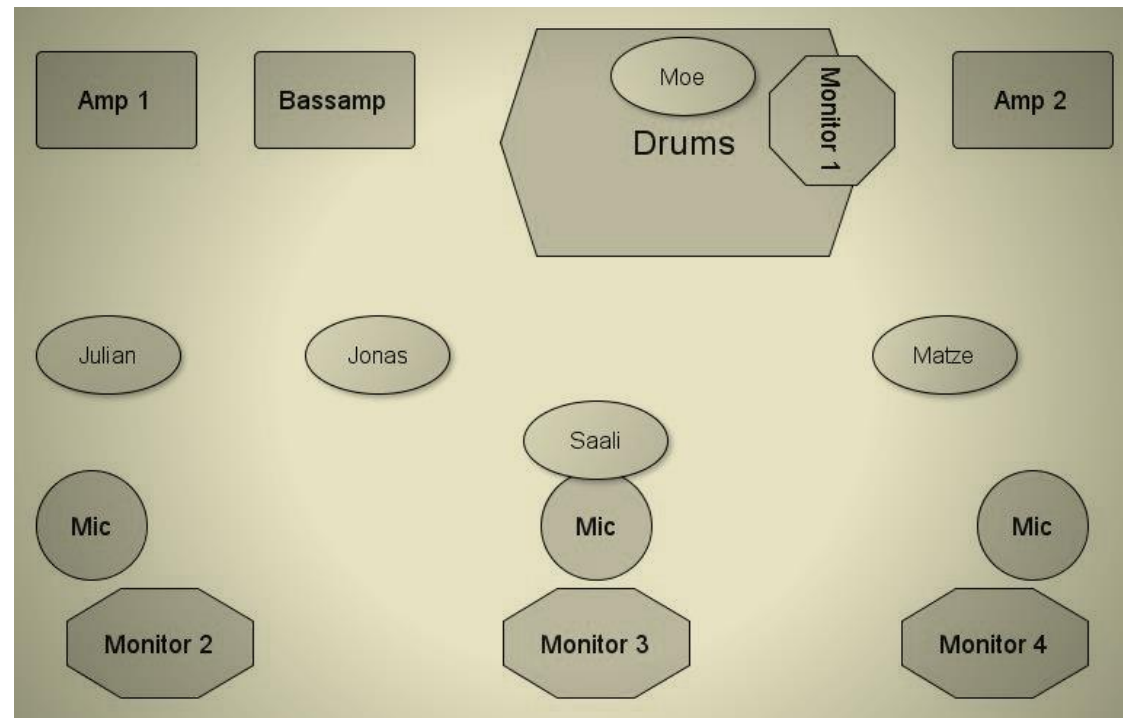 Amp 1
Bassamp
Moe
Drums
Monitor 1
Amp 2
Julian
Jonas
Matze
Saali
Mic
Mic
Mic
Monitor 2
Monitor 3
Monitor 4